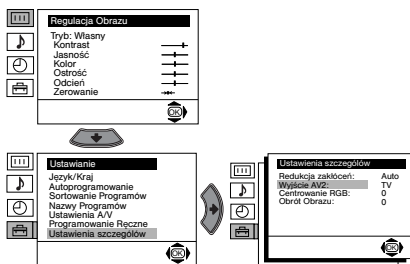 Regulacja Obrazu
Tryb: Własny
Kontrast
Jasność
Kolor
Ostrość
Odcień
Zerowanie
OK
Ustawianie
Język/Kraj
Autoprogramowanie
Sortowanie Programów
Nazwy Programów
Ustawienia A/V
Programowanie Ręczne
Ustawienia szczegółów
OK
Ustawienia szczegółów
Redukcja zakłóceń: Auto
Wyjście AV2: TV
Centrowanie RGB: 0
Obrót Obrazu: 0
OK